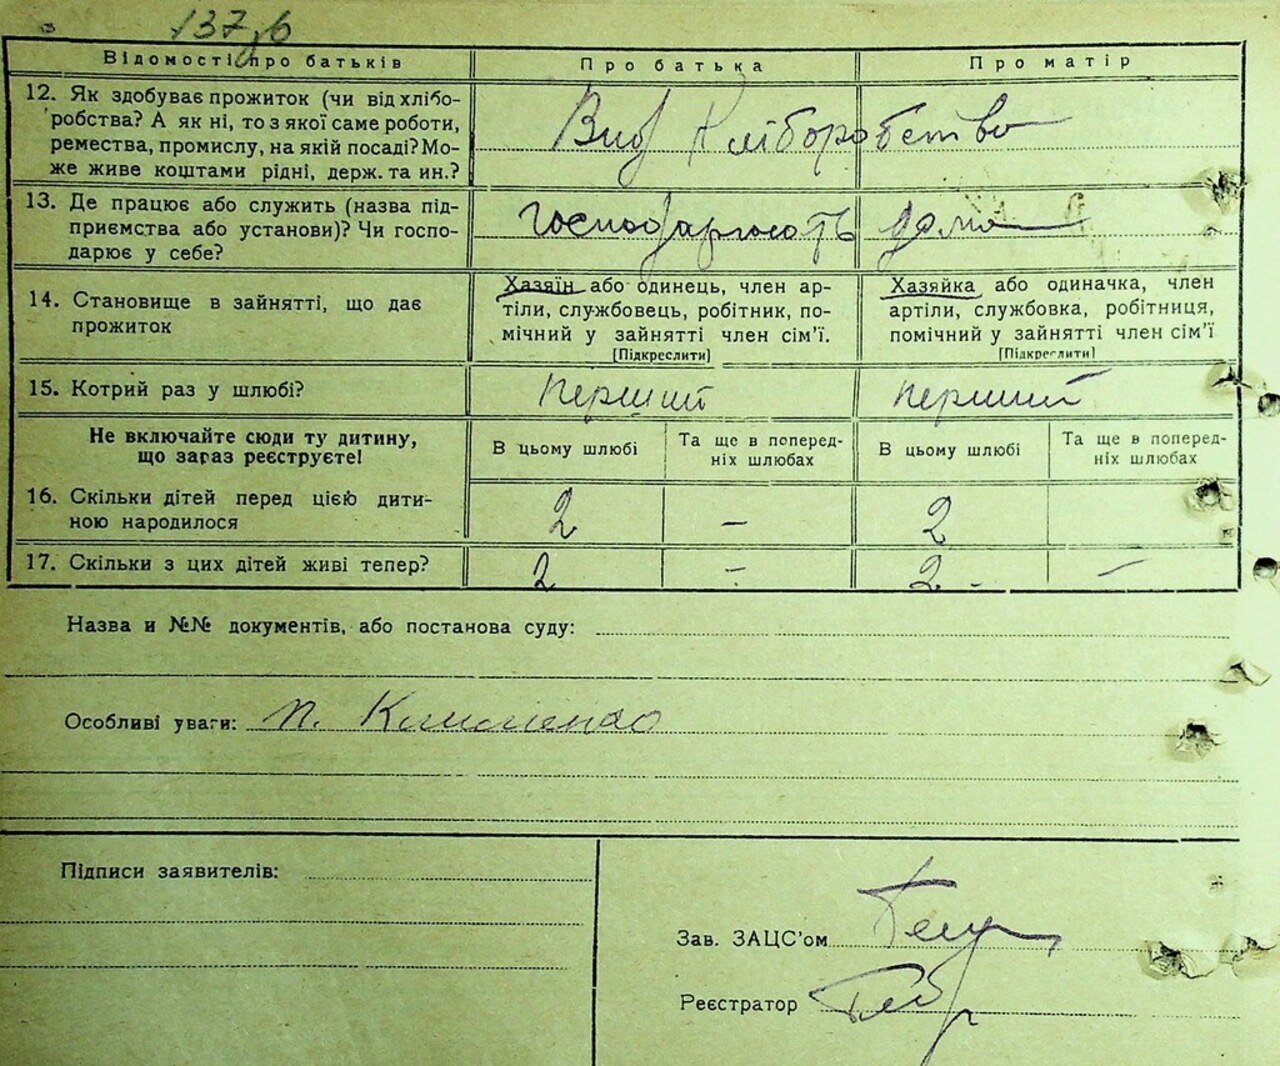 137 б
Відомості про батьків
Про батька
Про матір
12. Як здобуває прожиток (чи від хлібо-
робства? А як ні, то з якої саме роботи,
ремества, промислу, на якій посаді? Мо-
же живе коштами рідні, держ. та ин.?
Від хліборобство
13. Де працює або служить (назва під-
приємства або установи)? Чи госпо-
дарює у себе?
господарюють дома
14. Становище в зайнятті, що дає
прожиток
Хазяїн або одинець, член ар-
тіли, службовець, робітник, по-
мічний у зайнятті член сім'ї.
[Підкреслити]
Хазяйка або одиначка, член
артіли, службовка, робітниця,
помічний у зайнятті член сім'ї
[Підкреслити]
15. Котрий раз у шлюбі?
перший
перший
Не включайте сюди ту дитину,
що зараз реєструєте!
В цьому шлюбі
Та ще в поперед-
ніх шлюбах
В цьому шлюбі
Та ще в поперед-
ніх шлюбах
16. Скільки дітей перед цією дити-
ною народилося
2 – 2
17. Скільки з цих дітей живі тепер?
2 – 2 – –
Назва и №№ документів, або постанова суду:
Особливі уваги: п. Клименко
Підписи заявителів:
Зав. ЗАЦС'ом
Реєстратор